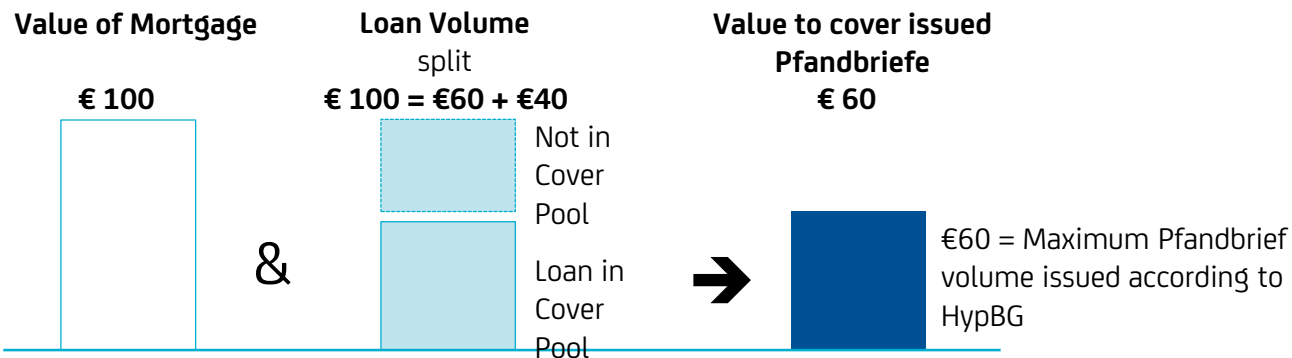 Value of Mortgage
€ 100
Loan Volume
split
€ 100 = €60 + €40
Value to cover issued
Pfandbriefe
€ 60
Not in
Cover
Pool
&
Loan in
Cover
Pool
➔
€60 = Maximum Pfandbrief
volume issued according to
HypBG